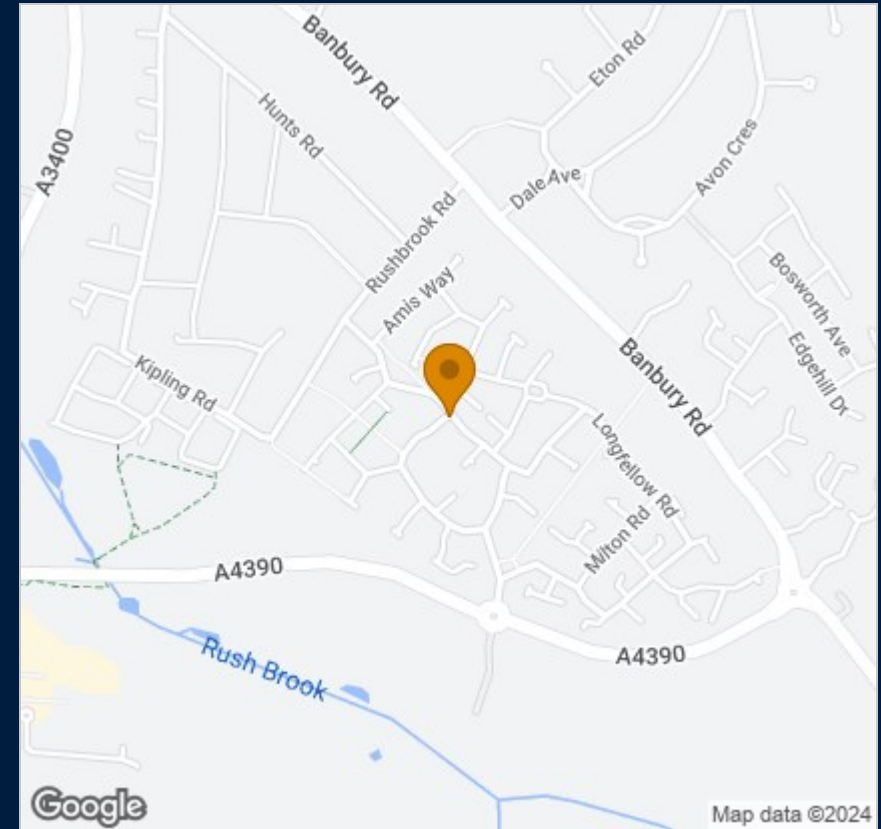 Banbury Rd
Eton Rd
A3400
Hunts Rd
Avon Cres
Dale Ave
Rushbrook Rd
Amis Way
Bosworth Ave
Edgehill Dr
Banbury Rd
Kipling Rd
Longfellow Rd
Milton Rd
A4390
A4390
Rush Brook
Google
Map data ©2024